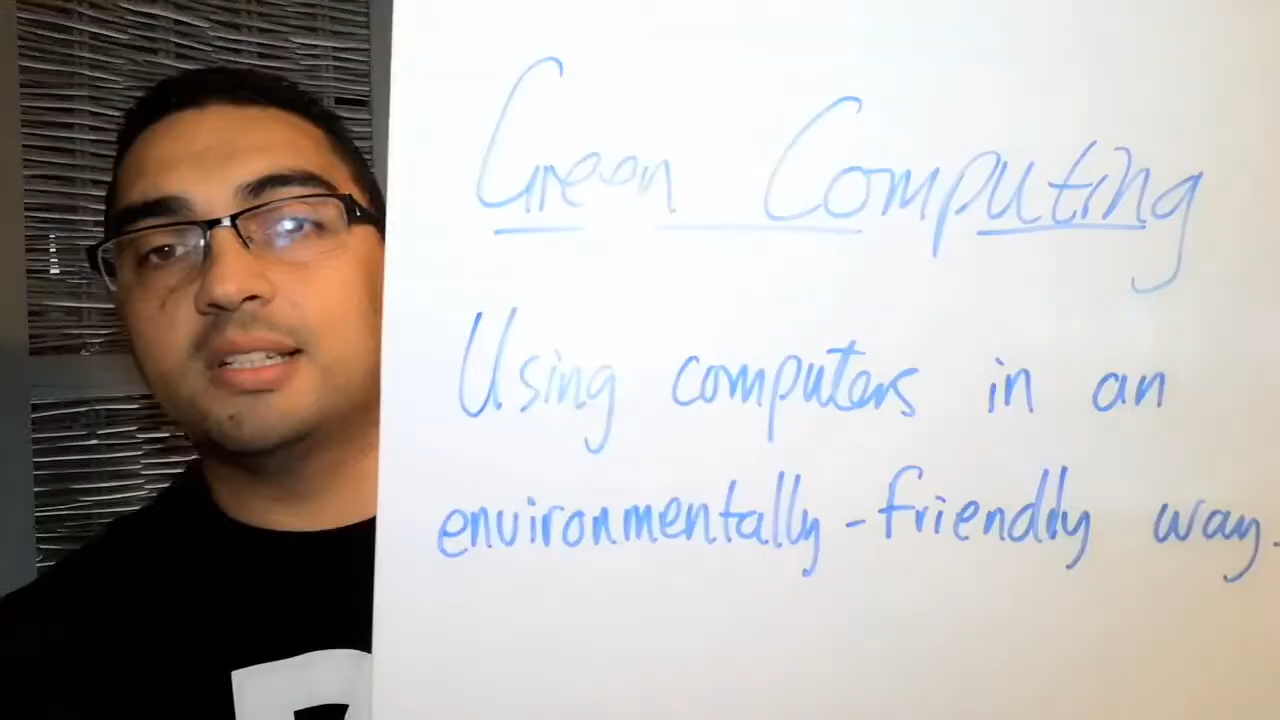 Green Computing
Using computers in an
environmentally-friendly way.